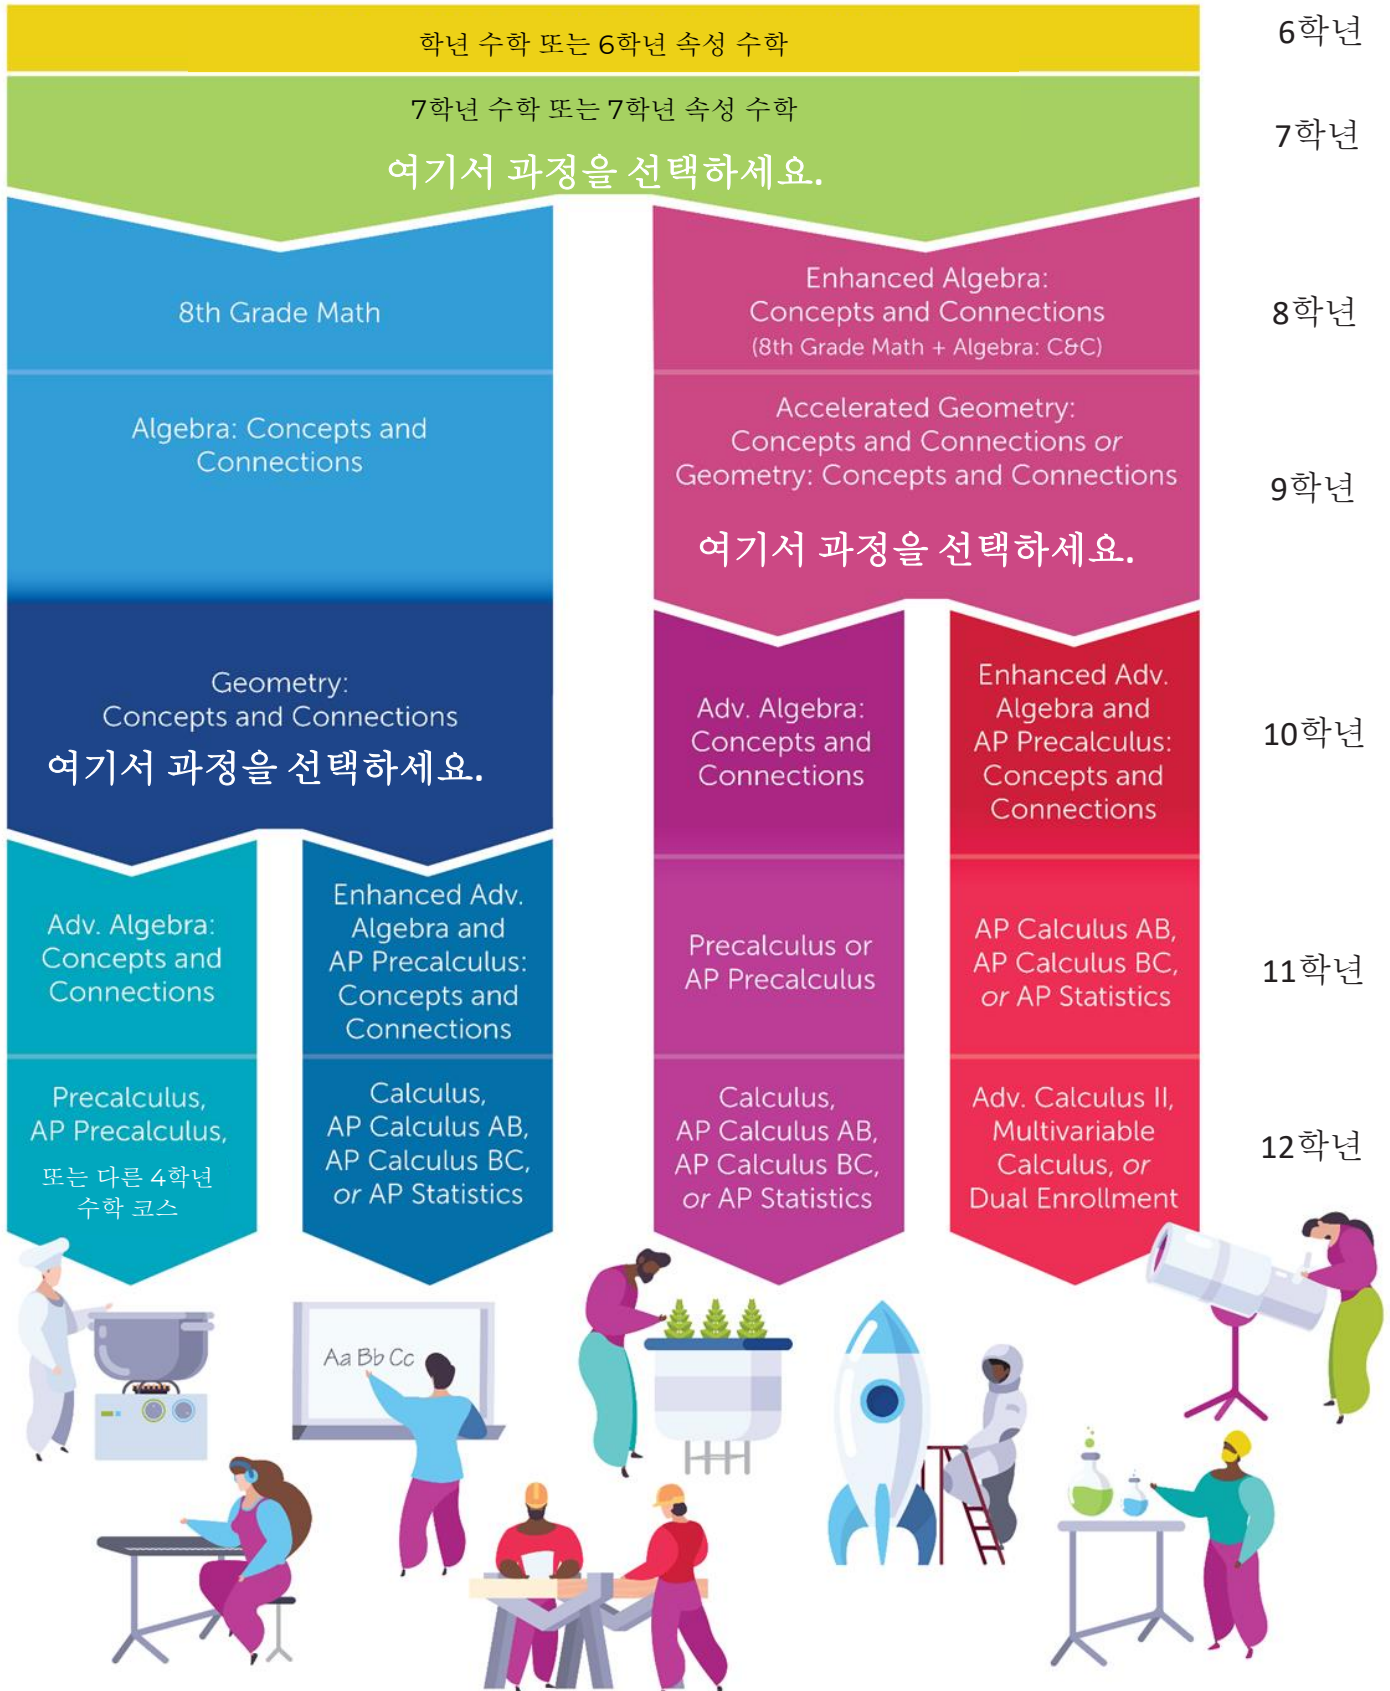 학년 수학 또는 6학년 속성 수학
6학년
7학년 수학 또는 7학년 속성 수학
여기서 과정을 선택하세요.
7학년
8th Grade Math
Enhanced Algebra:
Concepts and Connections
(8th Grade Math + Algebra: C&C)
8학년
Algebra: Concepts and
Connections
Accelerated Geometry:
Concepts and Connections or
Geometry: Concepts and Connections
여기서 과정을 선택하세요.
9학년
Geometry:
Concepts and Connections
여기서 과정을 선택하세요.
Adv. Algebra:
Concepts and
Connections
Enhanced Adv.
Algebra and
AP Precalculus:
Concepts and
Connections
10학년
Adv. Algebra:
Concepts and
Connections
Enhanced Adv.
Algebra and
AP Precalculus:
Concepts and
Connections
Precalculus or
AP Precalculus
AP Calculus AB,
AP Calculus BC,
or AP Statistics
11학년
Precalculus,
AP Precalculus,
또는 다른 4학년
수학 코스
Calculus,
AP Calculus AB,
AP Calculus BC,
or AP Statistics
Calculus,
AP Calculus AB,
AP Calculus BC,
or AP Statistics
Adv. Calculus II,
Multivariable
Calculus, or
Dual Enrollment
12학년
Aa Bb Cc